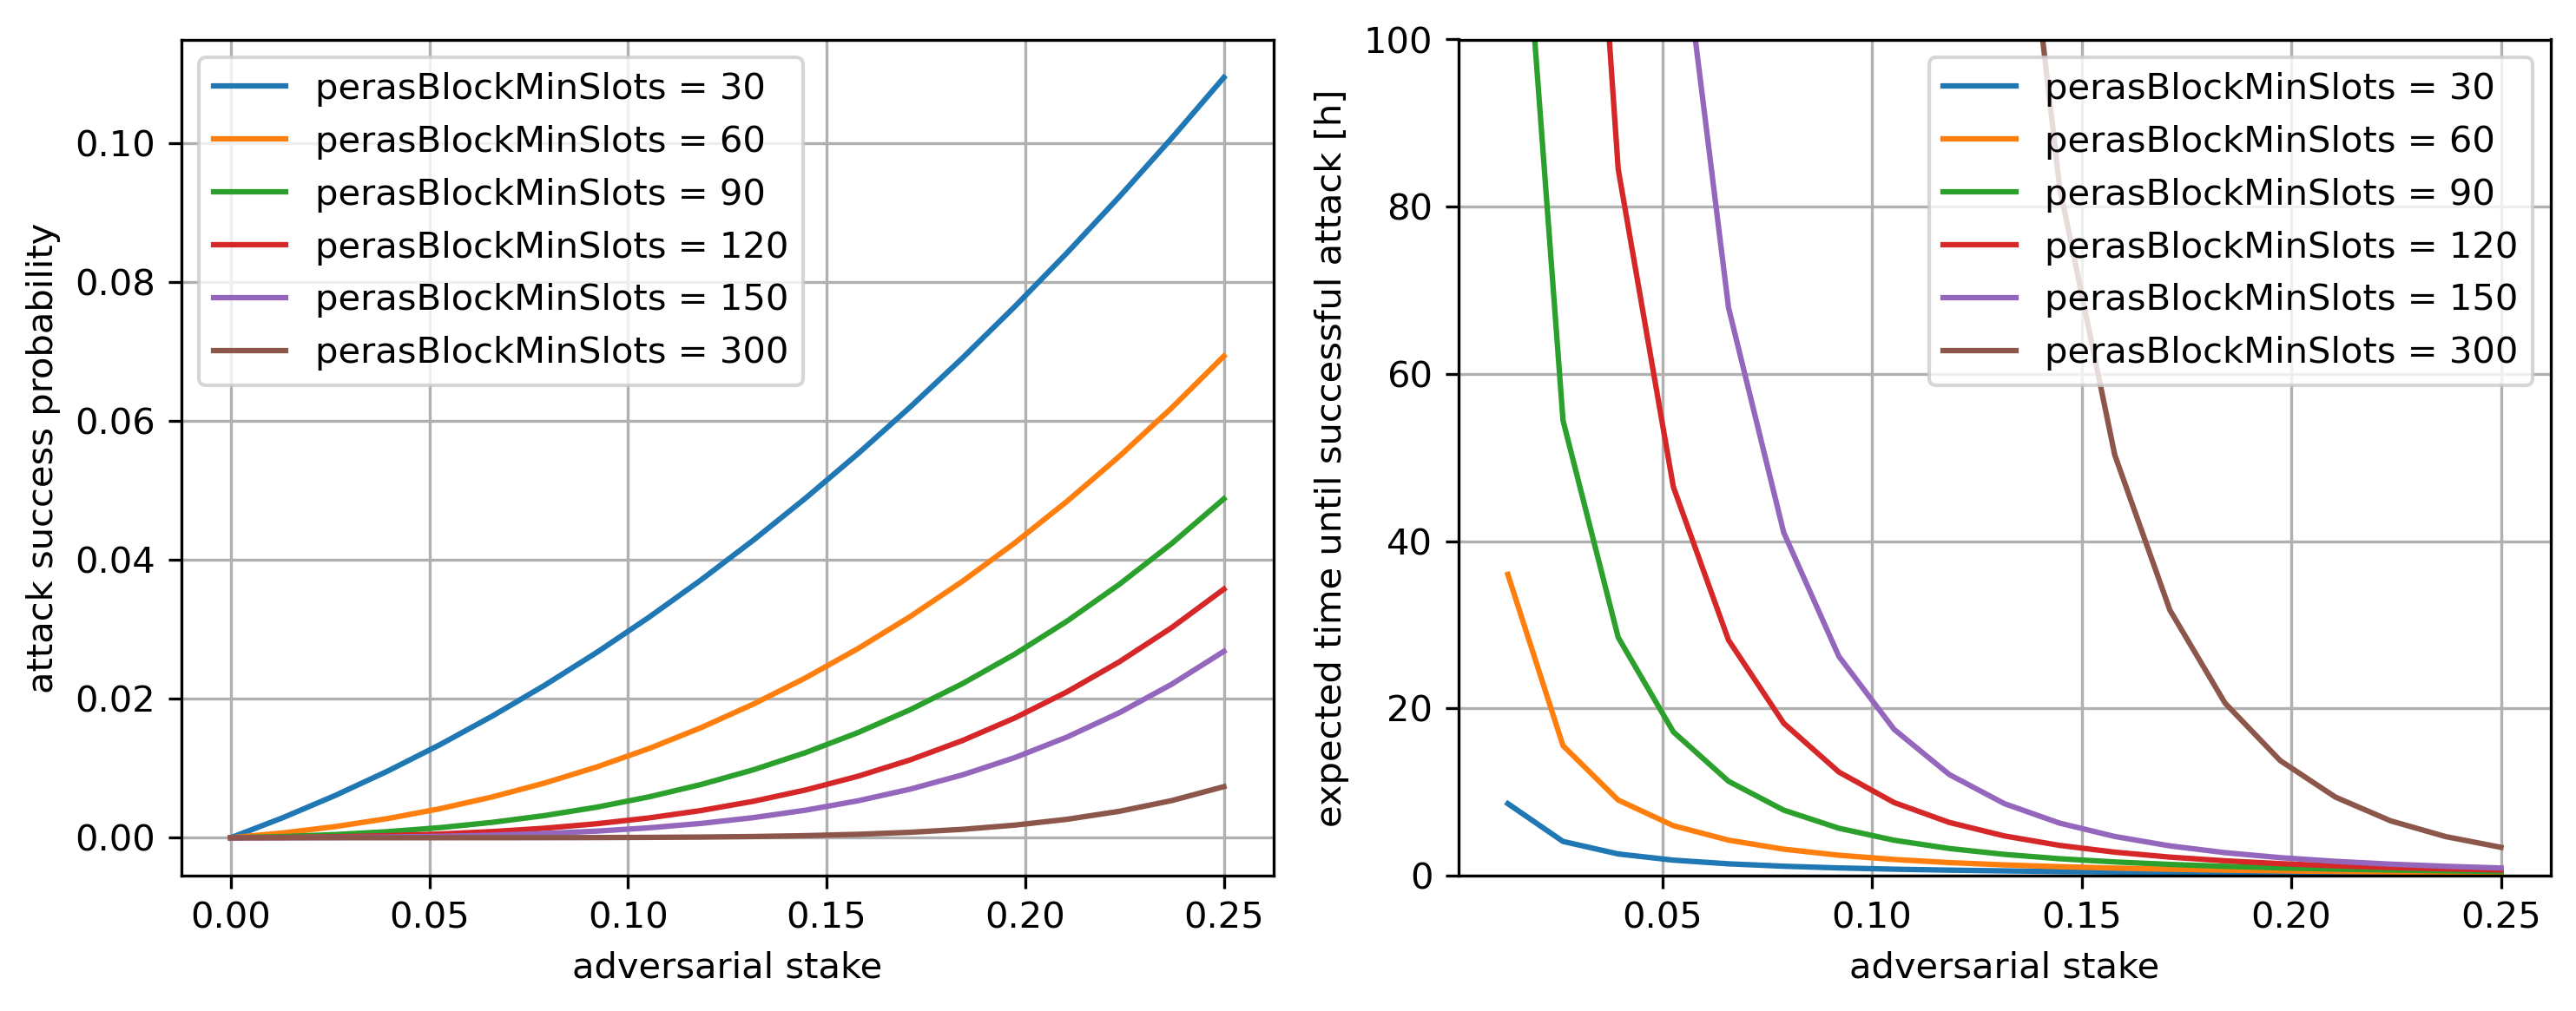 perasBlockMinSlots = 30
perasBlockMinSlots = 60
perasBlockMinSlots = 90
perasBlockMinSlots = 120
perasBlockMinSlots = 150
perasBlockMinSlots = 300
attack success probability
0.10
0.08
0.06
0.04
0.02
0.00
0.00 0.05 0.10 0.15 0.20 0.25
adversarial stake
perasBlockMinSlots = 30
perasBlockMinSlots = 60
perasBlockMinSlots = 90
perasBlockMinSlots = 120
perasBlockMinSlots = 150
perasBlockMinSlots = 300
expected time until successful attack [h]
100
80
60
40
20
0
0.05 0.10 0.15 0.20 0.25
adversarial stake